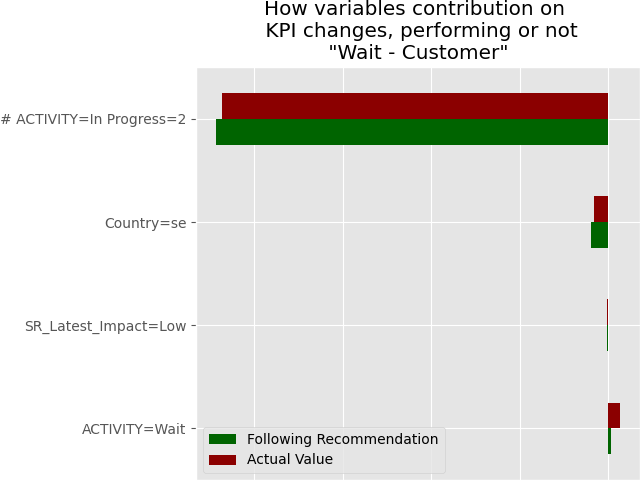 How variables contribution on
KPI changes, performing or not
"Wait - Customer"
# ACTIVITY=In Progress=2
Country=se
SR_Latest_Impact=Low
ACTIVITY=Wait
Following Recommendation
Actual Value